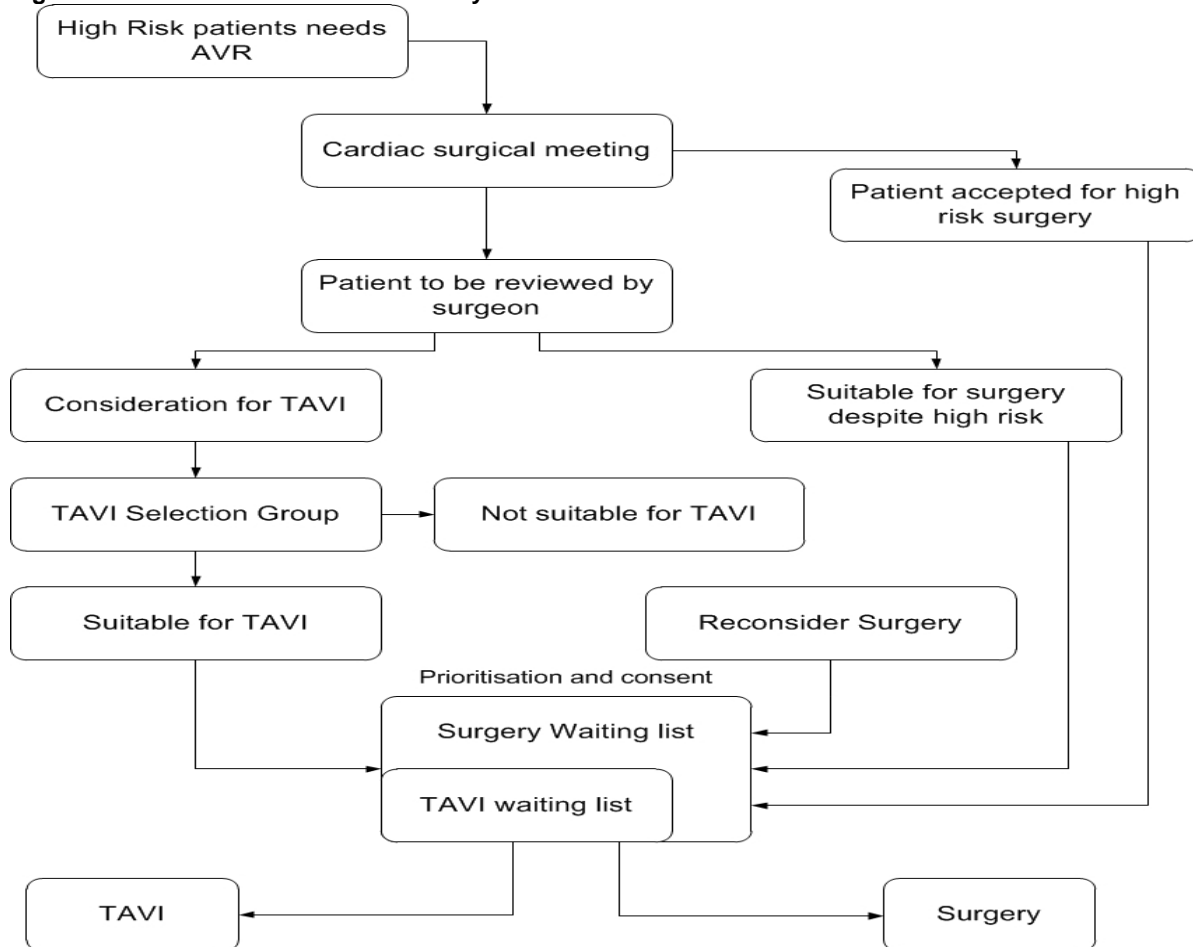 High Risk patients needs
AVR
Cardiac surgical meeting
Patient accepted for high
risk surgery
Patient to be reviewed by
surgeon
Consideration for TAVI
Suitable for surgery
despite high risk
TAVI Selection Group
Not suitable for TAVI
Suitable for TAVI
Reconsider Surgery
Prioritisation and consent
Surgery Waiting list
TAVI waiting list
TAVI
Surgery